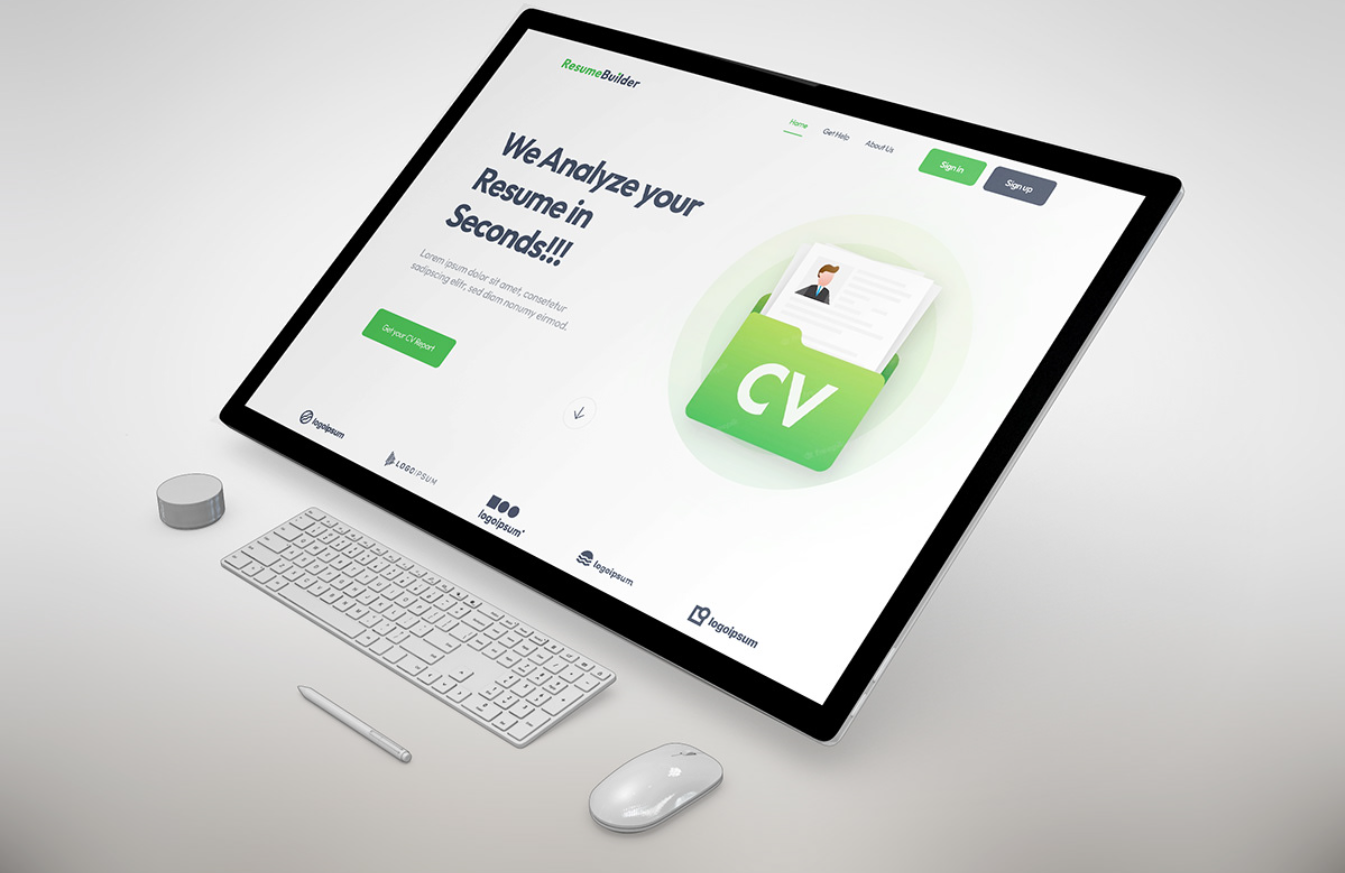 ResumeBuilder
Home
Get Help
About Us
Sign in
Sign up
We Analyze your
Resume in
Seconds!!!
Lorem ipsum dolor sit amet, consetetur
sadipscing elitr, sed diam nonumy eirmod.
Get your CV Report
CV
logoipsum
LOGOIPSUM
logoipsum
logoipsum
logoipsum